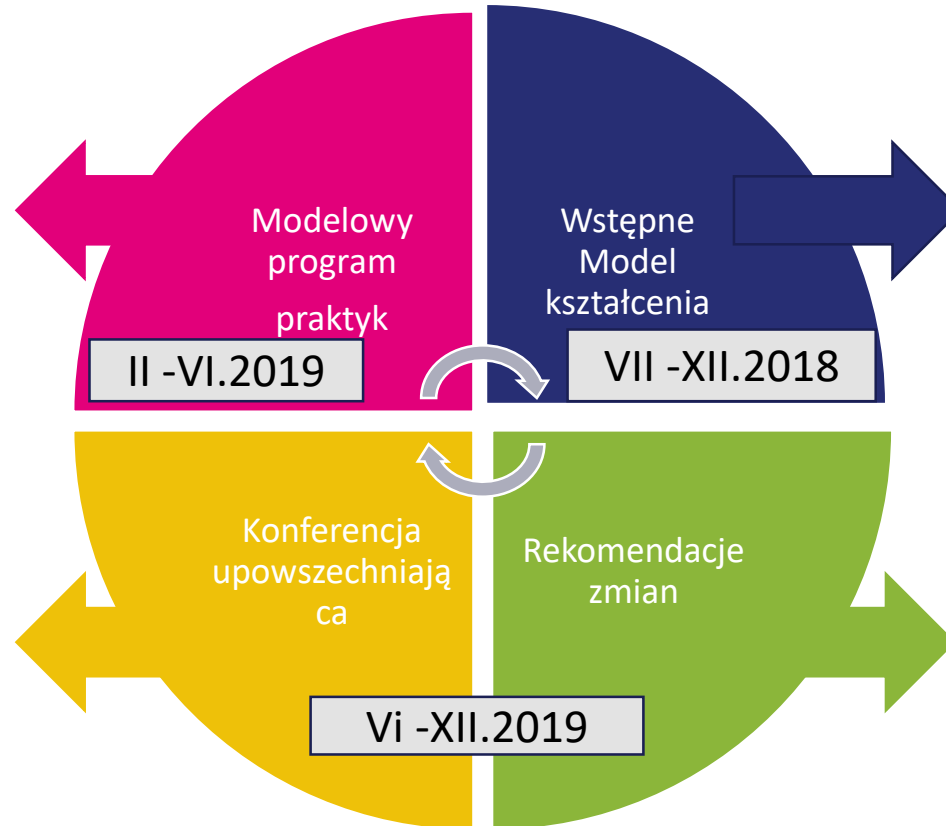 Modelowy
program
praktyk
II -VI.2019
Wstępne
Model
kształcenia
VII -XII.2018
Konferencja
upowszechniają
ca
Rekomendacje
zmian
Vi -XII.2019